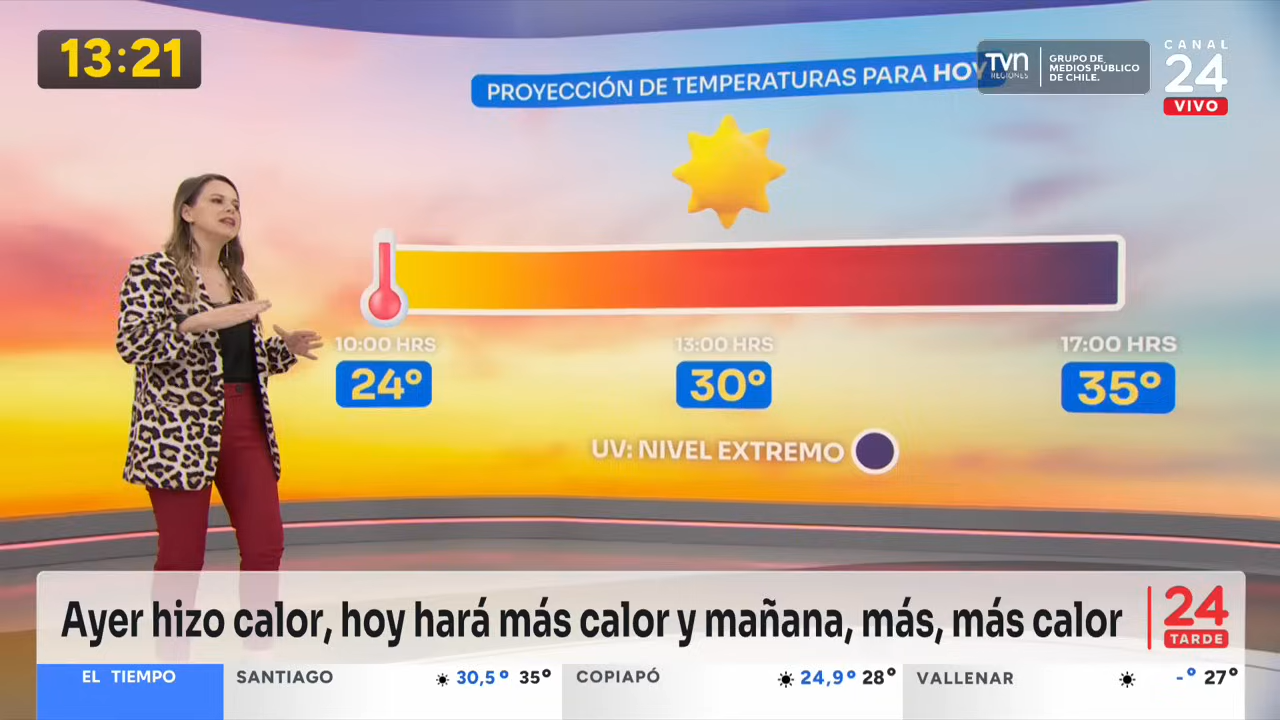 13:21
PROYECCIÓN DE TEMPERATURAS PARA HOY
TVN
REGIONES
GRUPO DE
MEDIOS PÚBLICO
DE CHILE.
CANAL
24
VIVO
10:00 HRS
13:00 HRS
17:00 HRS
24°
30°
35°
UV: NIVEL EXTREMO
Ayer hizo calor, hoy hará más calor y mañana, más, más calor
24
TARDE
EL TIEMPO
SANTIAGO 30,5° 35°
COPIAPÓ 24,9° 28°
VALLENAR -° 27°